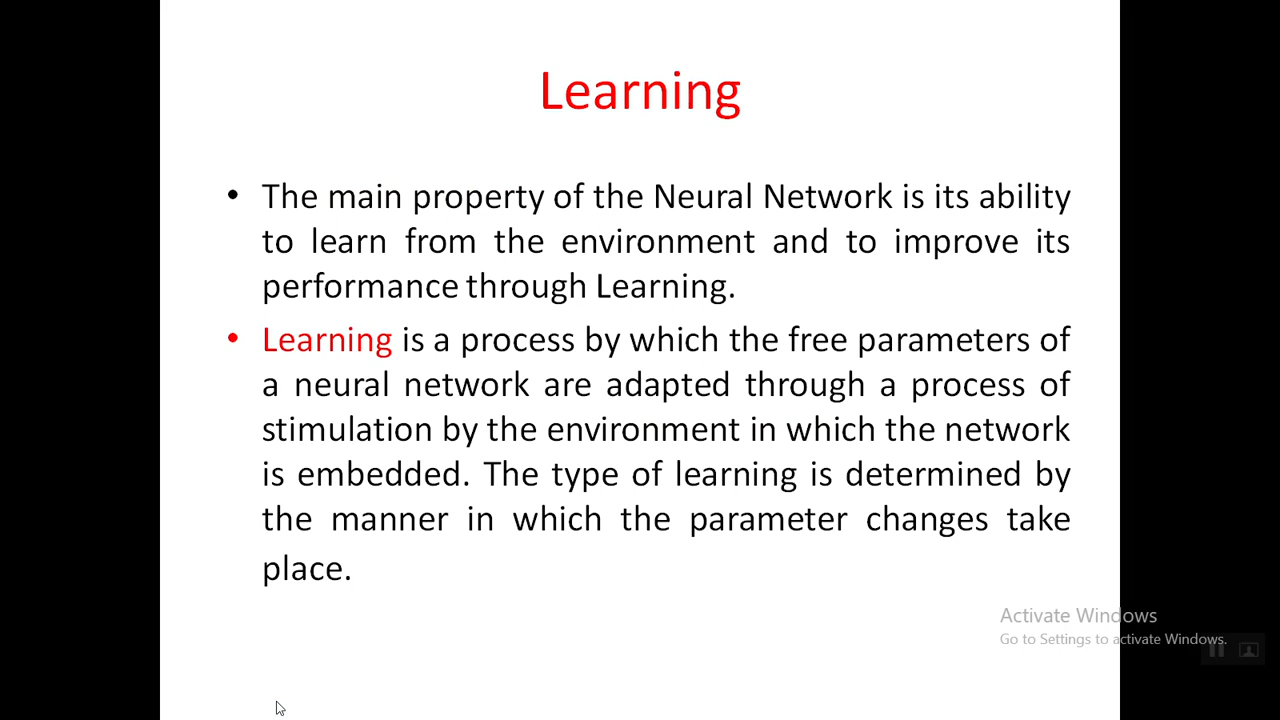 Learning
• The main property of the Neural Network is its ability
to learn from the environment and to improve its
performance through Learning.
• Learning is a process by which the free parameters of
a neural network are adapted through a process of
stimulation by the environment in which the network
is embedded. The type of learning is determined by
the manner in which the parameter changes take
place.
Activate Windows
Go to Settings to activate Windows.